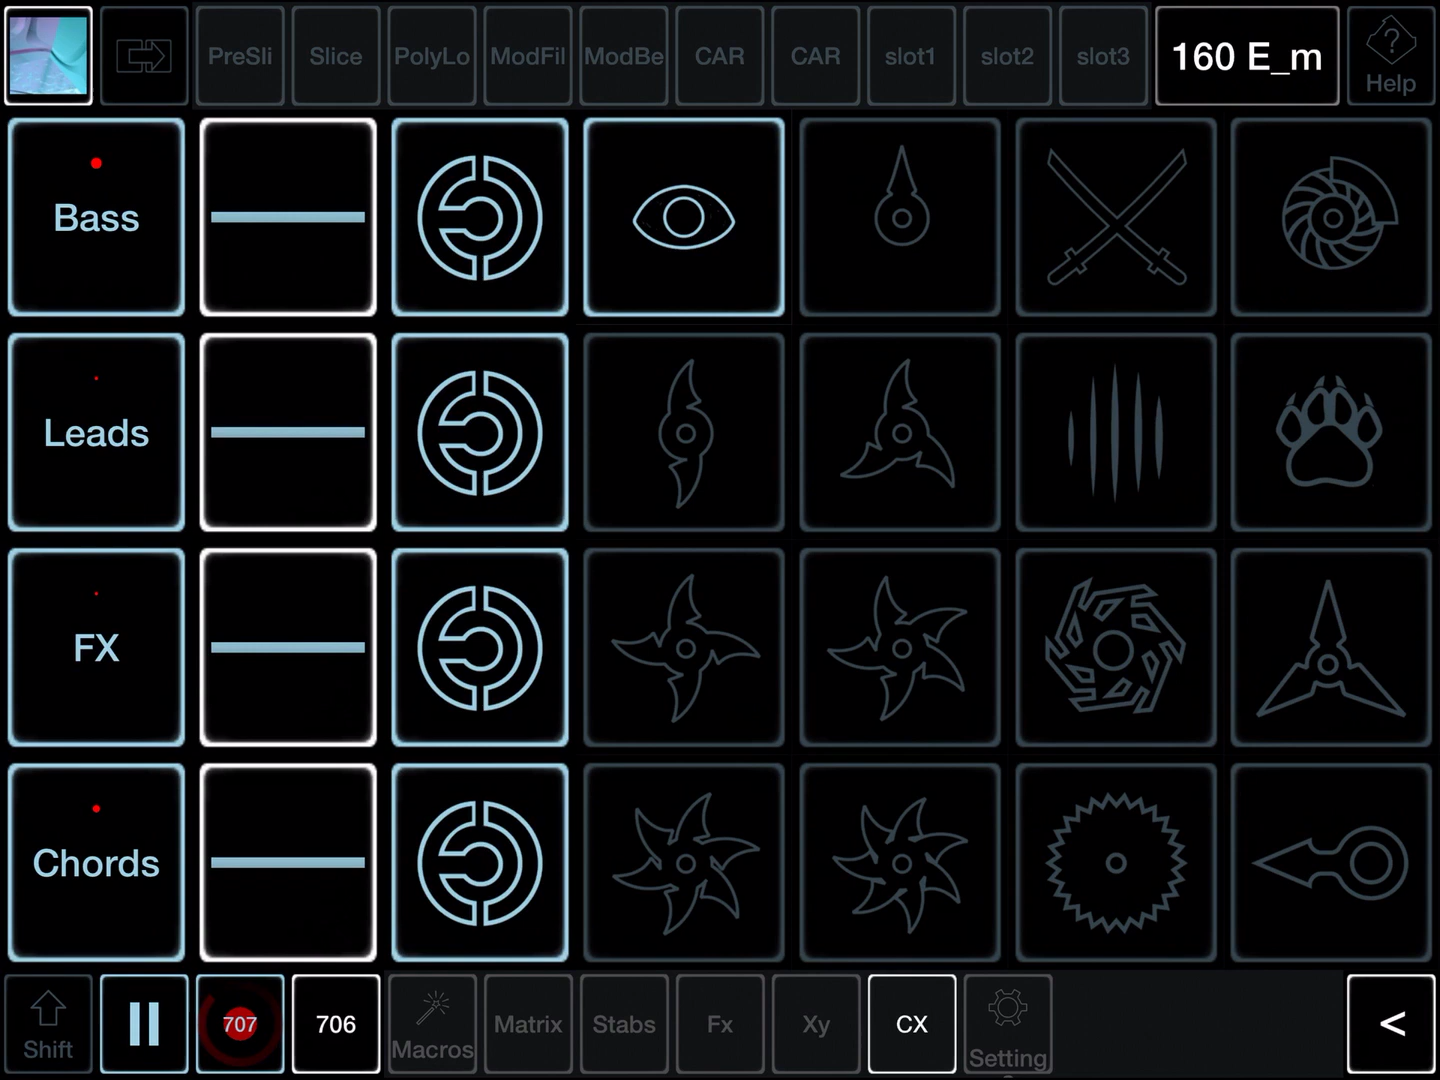 PreSli
Slice
PolyLo
ModFil
ModBe
CAR
CAR
slot1
slot2
slot3
160 E_m
?
Help
Bass
Leads
FX
Chords
Shift
707
706
Macros
Matrix
Stabs
Fx
Xy
CX
Setting
<